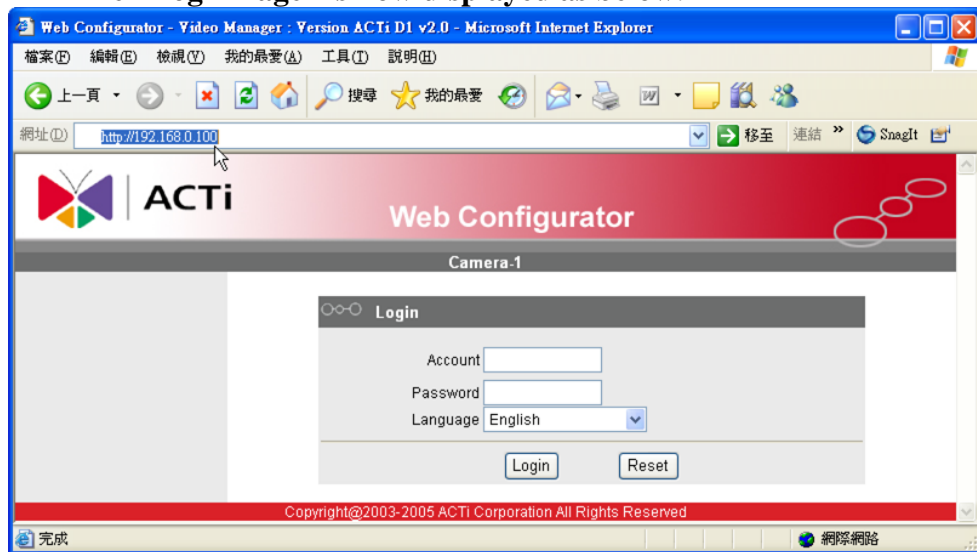 Web Configurator - Video Manager : Version ACTi D1 v2.0 - Microsoft Internet Explorer
檔案(F) 編輯(E) 檢視(V) 我的最愛(A) 工具(T) 說明(H)
上一頁 搜尋 我的最愛
網址(D) http://192.168.0.100 移至 連結 » SnagIt
ACTi
Web Configurator
Camera-1
Login
Account
Password
Language English
Login Reset
Copyright@2003-2005 ACTi Corporation All Rights Reserved
完成 網際網路